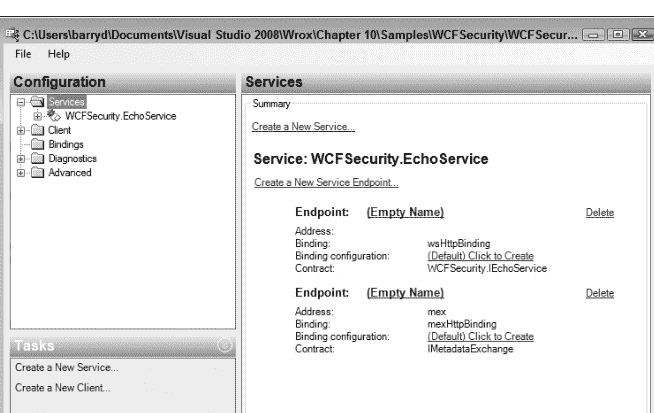 C:\Users\barryd\Documents\Visual Studio 2008\Wrox\Chapter 10\Samples\WCFSecurity\WCFSecur...
File Help
Configuration
Services
WCFSecurity.EchoService
Client
Bindings
Diagnostics
Advanced
Tasks
Create a New Service...
Create a New Client...
Services
Summary
Create a New Service...
Service: WCFSecurity.EchoService
Create a New Service Endpoint...
Endpoint: (Empty Name) Delete
Address:
Binding: wsHttpBinding
Binding configuration: (Default) Click to Create
Contract: WCFSecurity.IEchoService
Endpoint: (Empty Name) Delete
Address: mex
Binding: mexHttpBinding
Binding configuration: (Default) Click to Create
Contract: IMetadataExchange